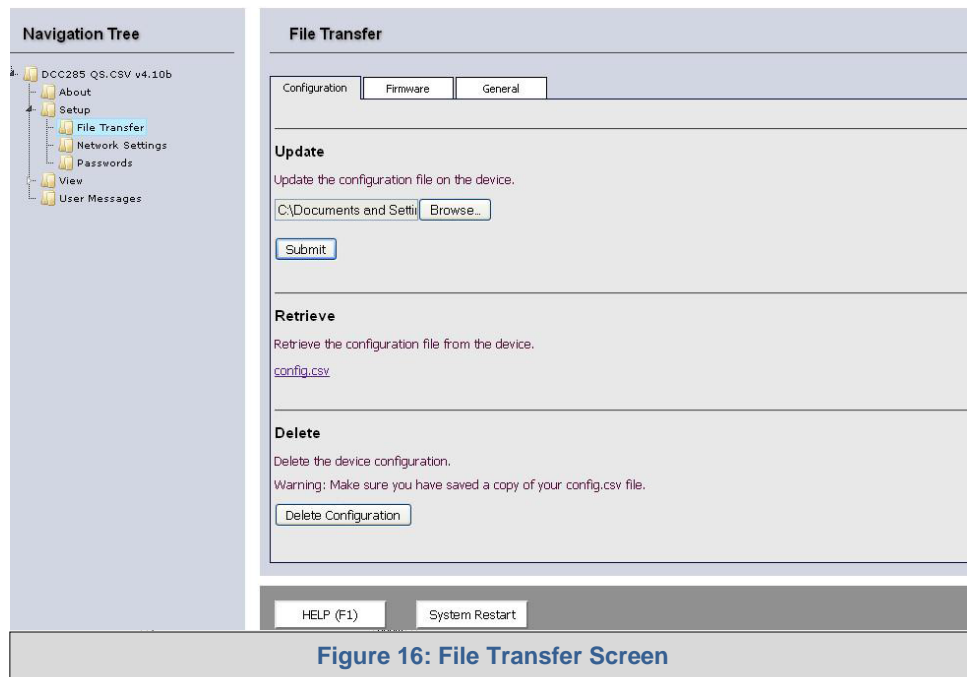 Navigation Tree
DCC285 QS.CSV v4.10b
About
Setup
File Transfer
Network Settings
Passwords
View
User Messages
File Transfer
Configuration
Firmware
General
Update
Update the configuration file on the device.
C:\Documents and Settin
Browse...
Submit
Retrieve
Retrieve the configuration file from the device.
config.csv
Delete
Delete the device configuration.
Warning: Make sure you have saved a copy of your config.csv file.
Delete Configuration
HELP (F1)
System Restart
Figure 16: File Transfer Screen